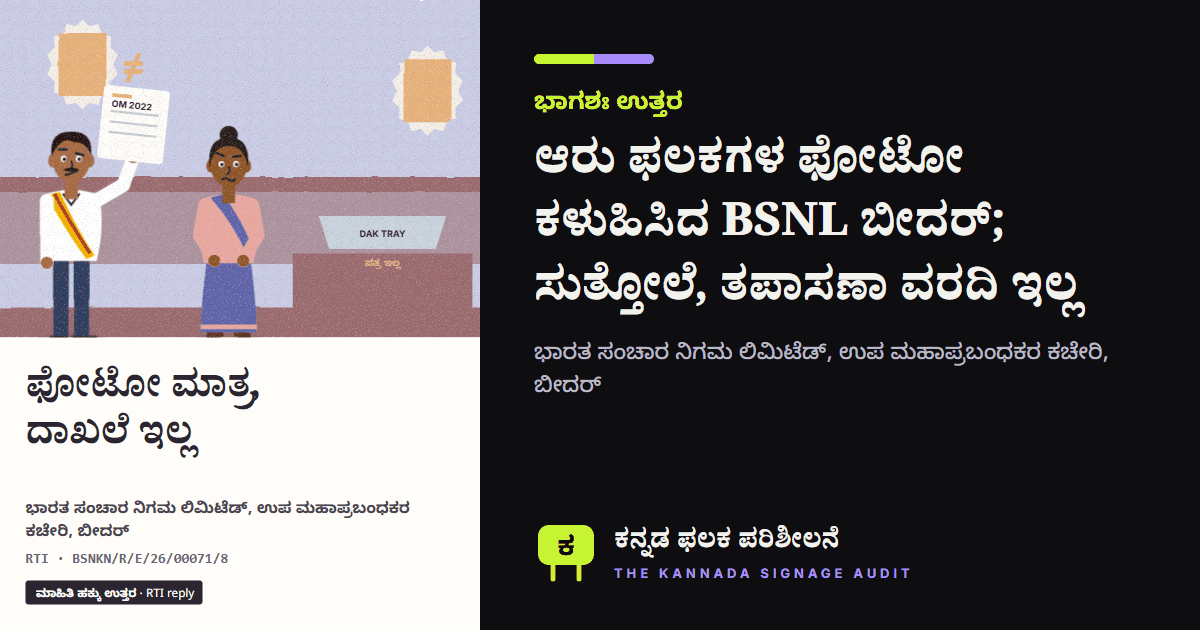 ≠
OM 2022
DAK TRAY
ಪತ್ರ ಇಲ್ಲ
ಫೋಟೋ ಮಾತ್ರ,
ದಾಖಲೆ ಇಲ್ಲ
ಭಾರತ ಸಂಚಾರ ನಿಗಮ ಲಿಮಿಟೆಡ್, ಉಪ ಮಹಾಪ್ರಬಂಧಕರ
ಕಚೇರಿ, ಬೀದರ್
RTI · BSNKN/R/E/26/00071/8
ಮಾಹಿತಿ ಹಕ್ಕು ಉತ್ತರ · RTI reply
ಭಾಗಶಃ ಉತ್ತರ
ಆರು ಫಲಕಗಳ ಫೋಟೋ
ಕಳುಹಿಸಿದ BSNL ಬೀದರ್;
ಸುತ್ತೋಲೆ, ತಪಾಸಣಾ ವರದಿ ಇಲ್ಲ
ಭಾರತ ಸಂಚಾರ ನಿಗಮ ಲಿಮಿಟೆಡ್, ಉಪ ಮಹಾಪ್ರಬಂಧಕರ ಕಚೇರಿ,
ಬೀದರ್
ಕ
ಕನ್ನಡ ಫಲಕ ಪರಿಶೀಲನೆ
THE KANNADA SIGNAGE AUDIT